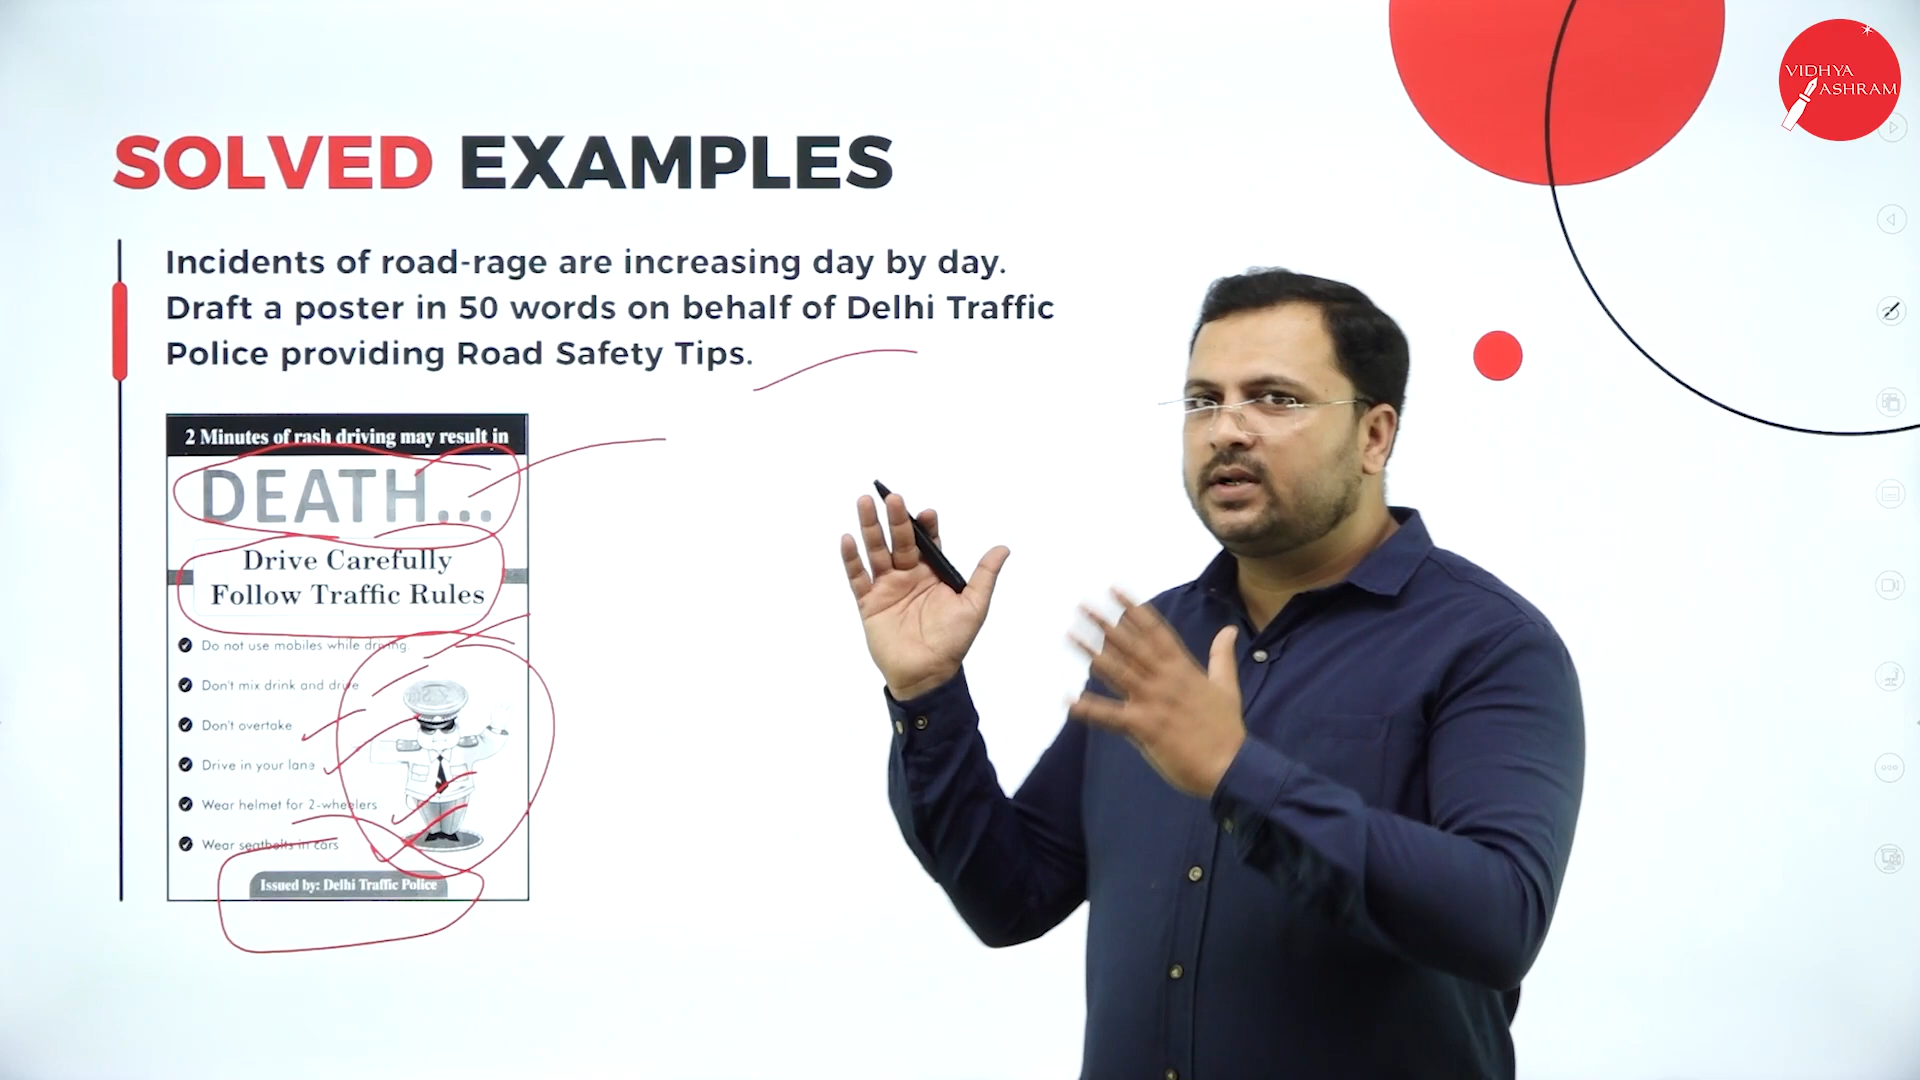 VIDHYA
ASHRAM
SOLVED EXAMPLES
Incidents of road-rage are increasing day by day.
Draft a poster in 50 words on behalf of Delhi Traffic
Police providing Road Safety Tips.
2 Minutes of rash driving may result in
DEATH...
Drive Carefully
Follow Traffic Rules
Do not use mobiles while driving.
Don't mix drink and drive
Don't overtake
Drive in your lane
Wear helmet for 2-wheelers
Wear seatbelts in cars
Issued by: Delhi Traffic Police